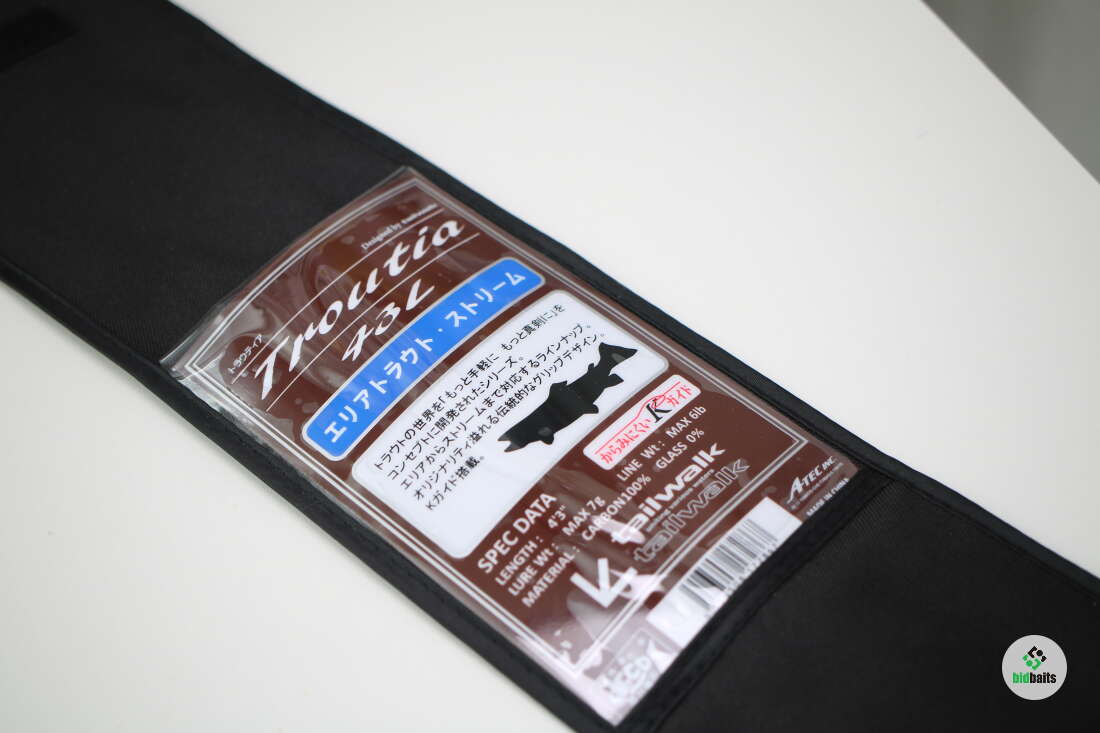 Designed by tailwalk
トラウティア
Troutia
43L
エリアトラウト・ストリーム
トラウトの世界を「もっと手軽に もっと真剣に」を
コンセプトに開発されたシリーズ。
エリアからストリームまで対応するラインナップ。
オリジナリティ溢れる伝統的なグリップデザイン。
Kガイド搭載。
からみにくいKガイド
SPEC DATA
LENGTH : 4'3"
LURE Wt : MAX 7g LINE Wt : MAX 6lb
MATERIAL : CARBON100% GLASS 0%
tailwalk
tailwalk
A-TEC INC.
MADE IN CHINA
bidbaits